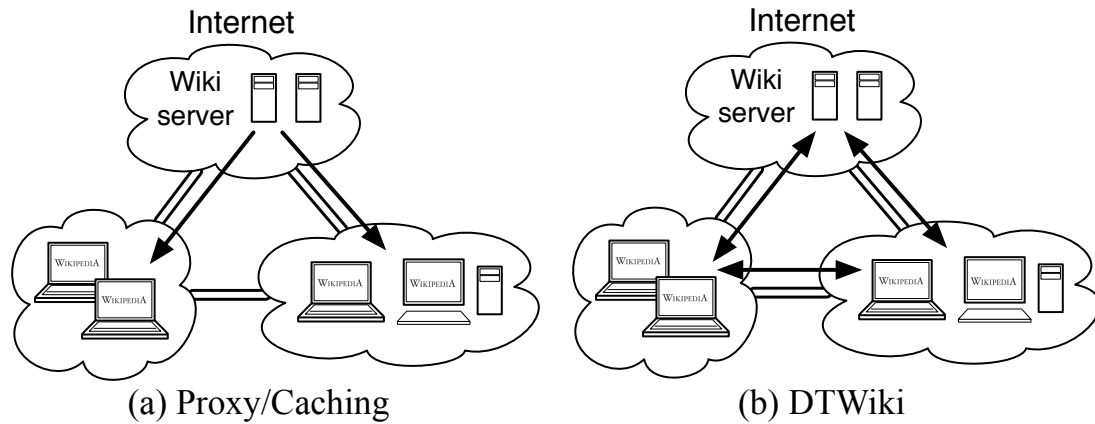 Internet
Wiki
server
WIKIPEDIA
WIKIPEDIA
WIKIPEDIA
WIKIPEDIA
(a) Proxy/Caching
Internet
Wiki
server
WIKIPEDIA
WIKIPEDIA
WIKIPEDIA
WIKIPEDIA
(b) DTWiki